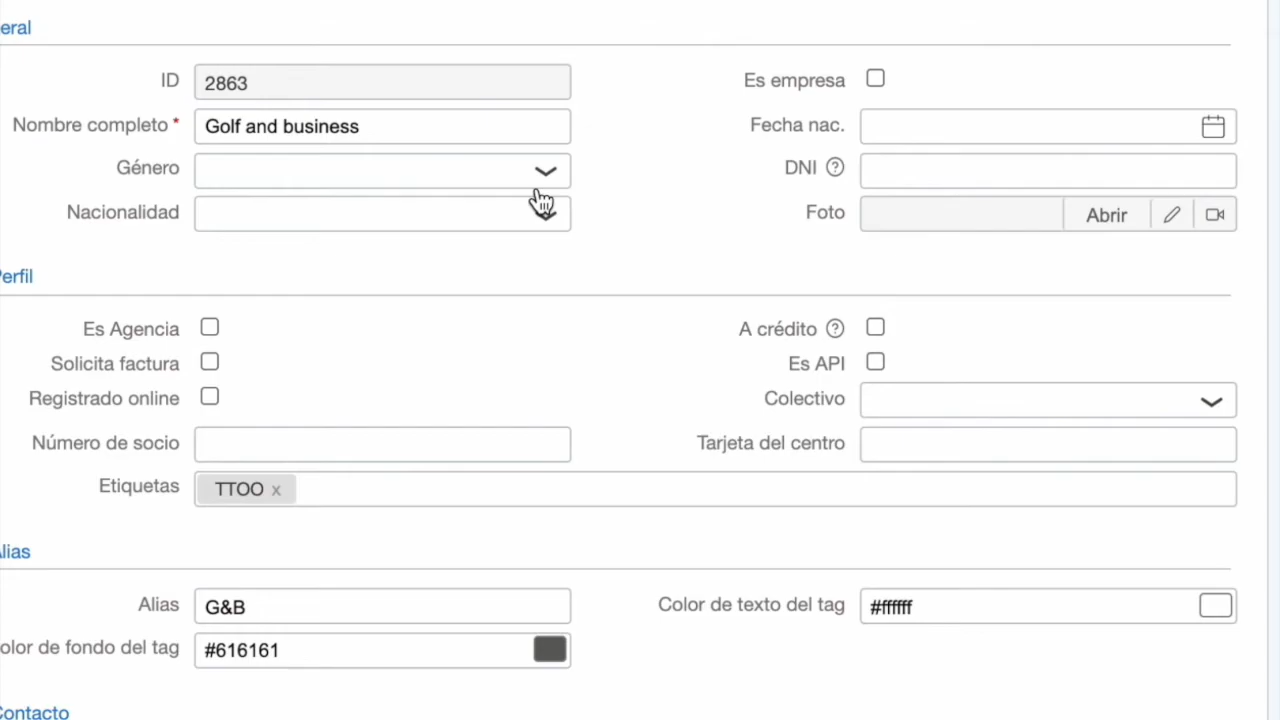 eral
ID 2863 Es empresa
Nombre completo * Golf and business Fecha nac.
Género DNI ?
Nacionalidad Foto Abrir
Perfil
Es Agencia A crédito ?
Solicita factura Es API
Registrado online Colectivo
Número de socio Tarjeta del centro
Etiquetas TTOO x
Alias
Alias G&B Color de texto del tag #ffffff
olor de fondo del tag #616161
Contacto